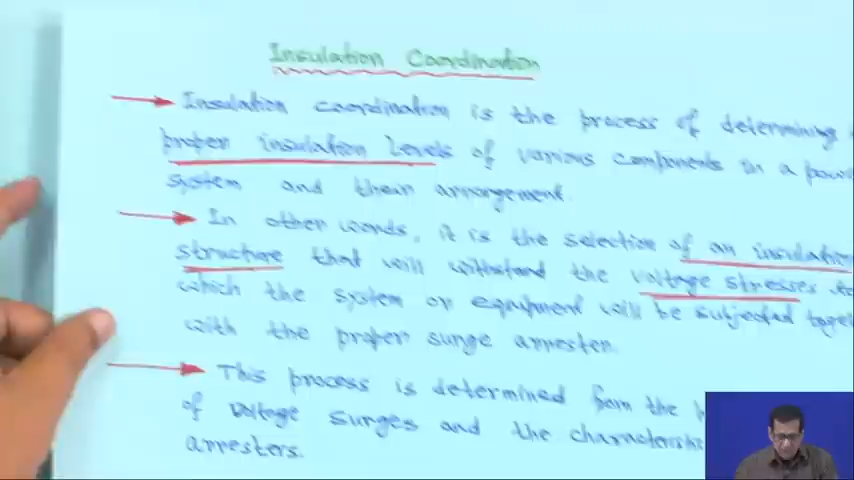 Insulation Coordination
Insulation coordination is the process of determining
proper insulation levels of various components in a
system and their arrangement.
In other words, it is the selection of an insulation
structure that will withstand the voltage stresses
which the system or equipment will be subjected
with the proper surge arrester.
This process is determined from the
of voltage surges and the
arresters.